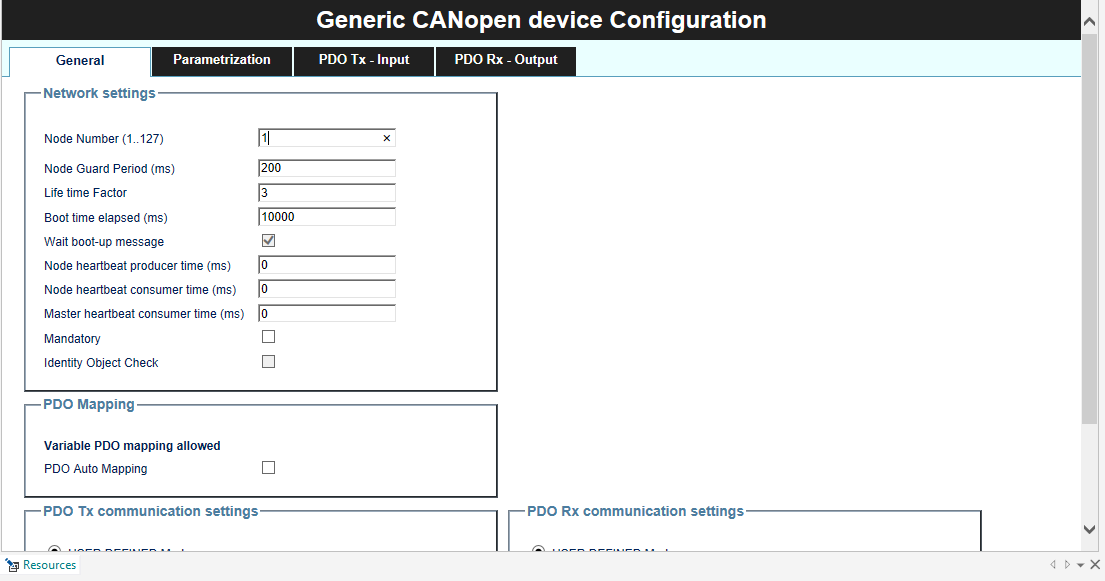 Generic CANopen device Configuration
General
Parametrization
PDO Tx - Input
PDO Rx - Output
Network settings
Node Number (1..127) 1
Node Guard Period (ms) 200
Life time Factor 3
Boot time elapsed (ms) 10000
Wait boot-up message
Node heartbeat producer time (ms) 0
Node heartbeat consumer time (ms) 0
Master heartbeat consumer time (ms) 0
Mandatory
Identity Object Check
PDO Mapping
Variable PDO mapping allowed
PDO Auto Mapping
PDO Tx communication settings
PDO Rx communication settings
Resources